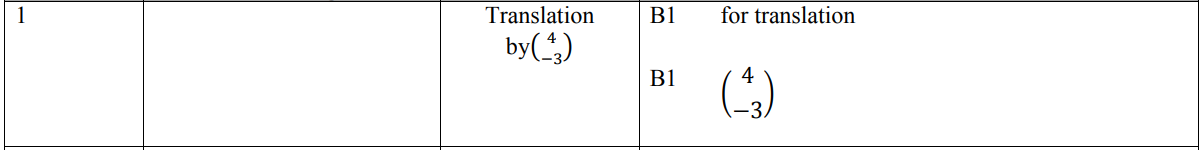 1
Translation
by(4
−3)
B1 for translation
B1 (4
−3)